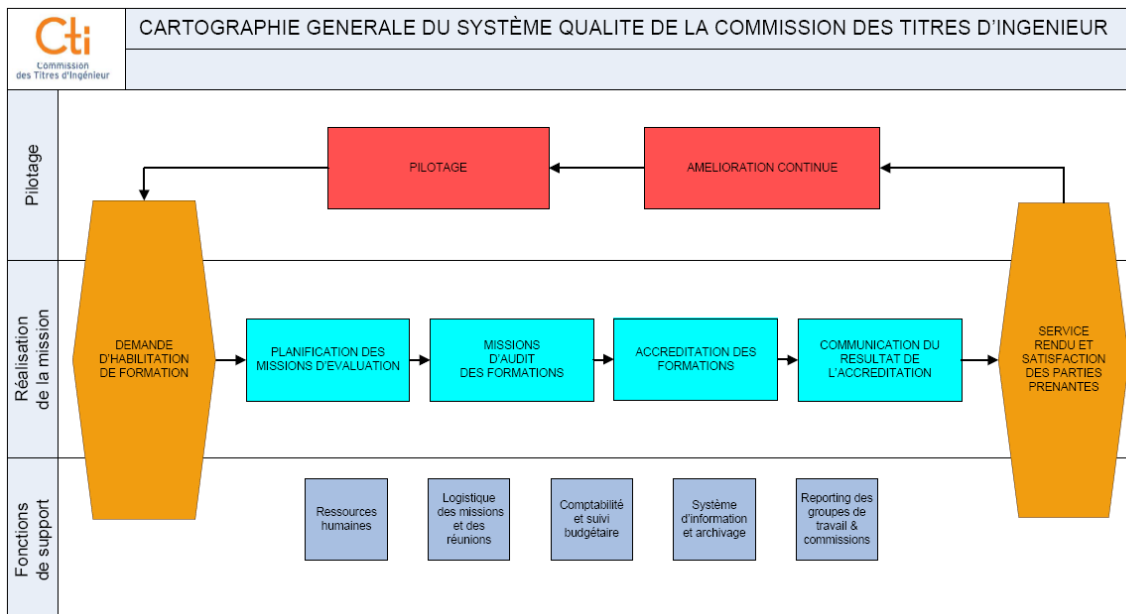 Cti
Commission
des Titres d'Ingénieur
CARTOGRAPHIE GENERALE DU SYSTÈME QUALITE DE LA COMMISSION DES TITRES D'INGENIEUR
Pilotage
PILOTAGE
AMELIORATION CONTINUE
Réalisation
de la mission
DEMANDE
D'HABILITATION
DE FORMATION
PLANIFICATION DES
MISSIONS D'EVALUATION
MISSIONS
D'AUDIT
DES FORMATIONS
ACCREDITATION DES
FORMATIONS
COMMUNICATION DU
RESULTAT DE
L'ACCREDITATION
SERVICE
RENDU ET
SATISFACTION
DES PARTIES
PRENANTES
Fonctions
de support
Ressources
humaines
Logistique
des missions
et des
réunions
Comptabilité
et suivi
budgétaire
Système
d'information
et archivage
Reporting des
groupes de
travail &
commissions